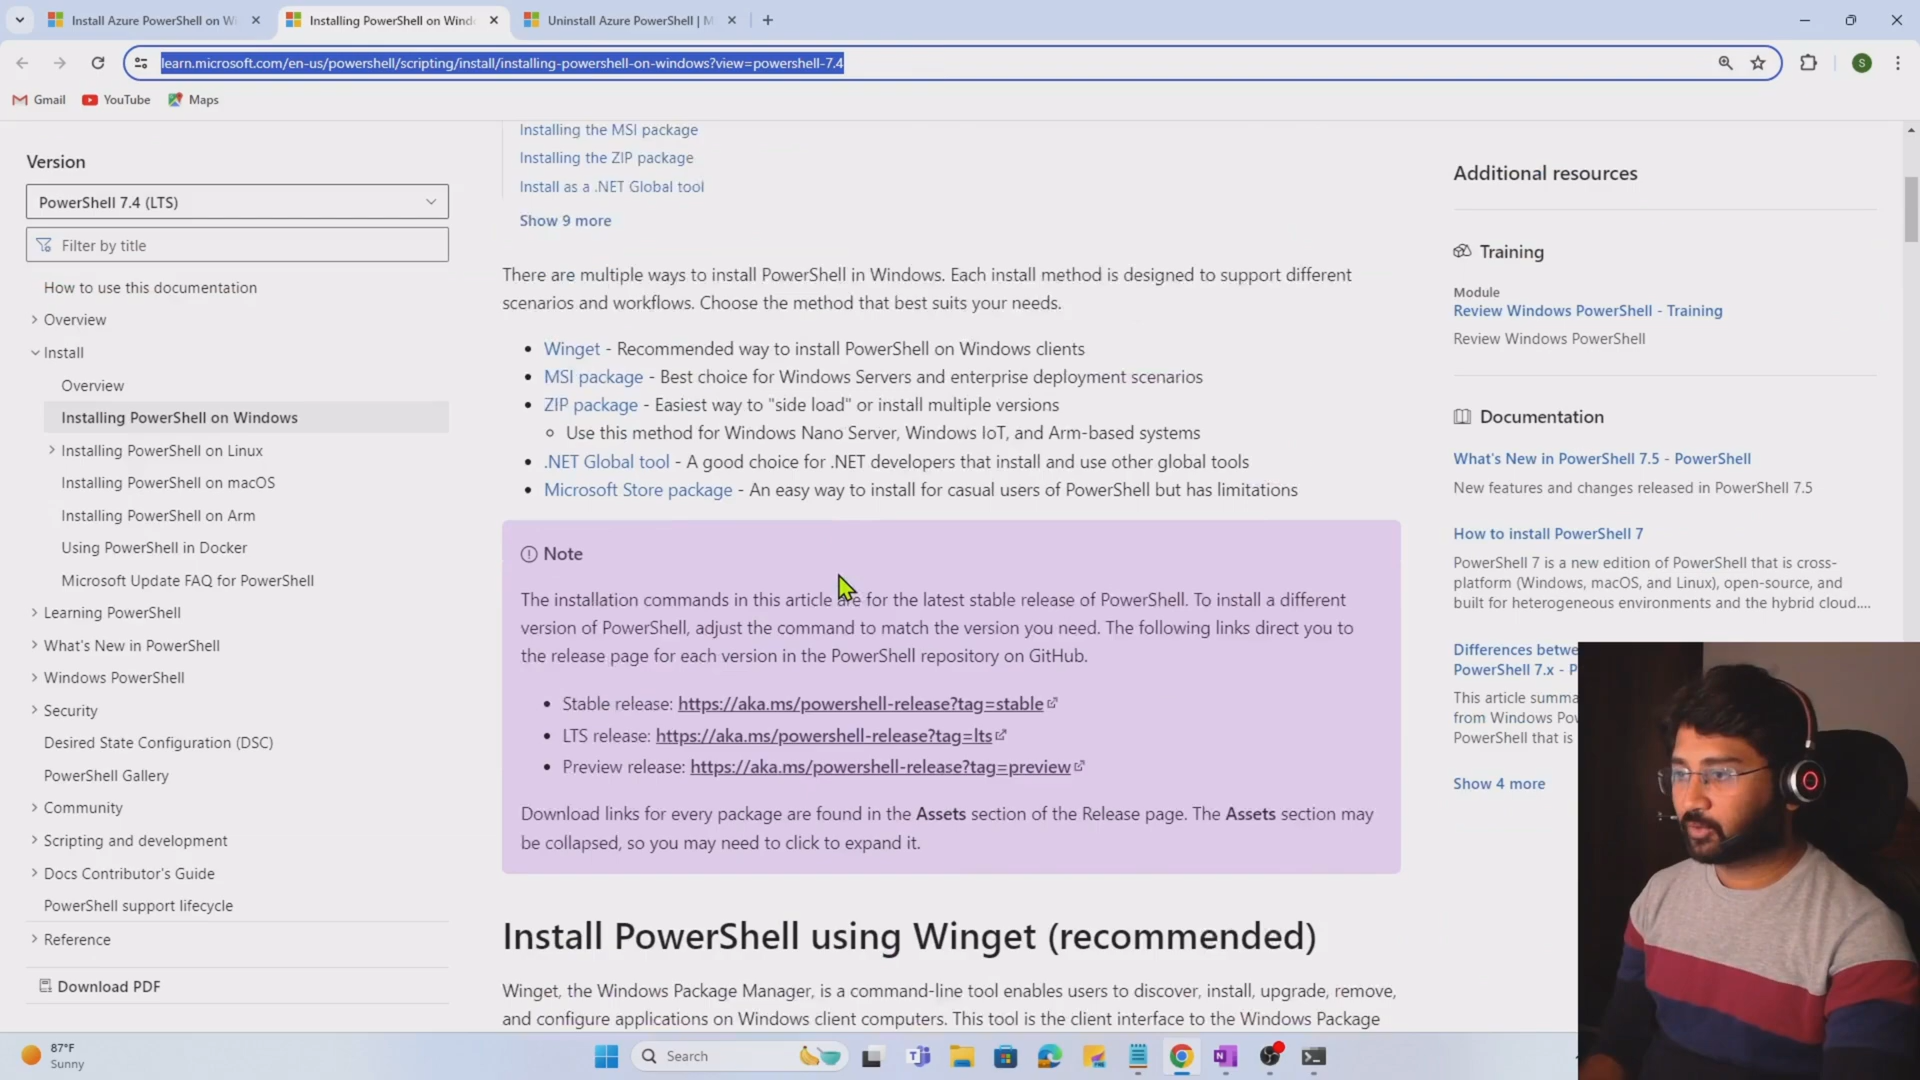 Install Azure PowerShell on Wi
Installing PowerShell on Windo
Uninstall Azure PowerShell | M
learn.microsoft.com/en-us/powershell/scripting/install/installing-powershell-on-windows?view=powershell-7.4
S
Gmail
YouTube
Maps
Version
PowerShell 7.4 (LTS)
Filter by title
How to use this documentation
Overview
Install
Overview
Installing PowerShell on Windows
Installing PowerShell on Linux
Installing PowerShell on macOS
Installing PowerShell on Arm
Using PowerShell in Docker
Microsoft Update FAQ for PowerShell
Learning PowerShell
What's New in PowerShell
Windows PowerShell
Security
Desired State Configuration (DSC)
PowerShell Gallery
Community
Scripting and development
Docs Contributor's Guide
PowerShell support lifecycle
Reference
Download PDF
Installing the MSI package
Installing the ZIP package
Install as a .NET Global tool
Show 9 more
There are multiple ways to install PowerShell in Windows. Each install method is designed to support different
scenarios and workflows. Choose the method that best suits your needs.
Winget - Recommended way to install PowerShell on Windows clients
MSI package - Best choice for Windows Servers and enterprise deployment scenarios
ZIP package - Easiest way to "side load" or install multiple versions
Use this method for Windows Nano Server, Windows IoT, and Arm-based systems
.NET Global tool - A good choice for .NET developers that install and use other global tools
Microsoft Store package - An easy way to install for casual users of PowerShell but has limitations
Note
The installation commands in this article are for the latest stable release of PowerShell. To install a different
version of PowerShell, adjust the command to match the version you need. The following links direct you to
the release page for each version in the PowerShell repository on GitHub.
Stable release: https://aka.ms/powershell-release?tag=stable
LTS release: https://aka.ms/powershell-release?tag=lts
Preview release: https://aka.ms/powershell-release?tag=preview
Download links for every package are found in the Assets section of the Release page. The Assets section may
be collapsed, so you may need to click to expand it.
Install PowerShell using Winget (recommended)
Winget, the Windows Package Manager, is a command-line tool enables users to discover, install, upgrade, remove,
and configure applications on Windows client computers. This tool is the client interface to the Windows Package
Additional resources
Training
Module
Review Windows PowerShell - Training
Review Windows PowerShell
Documentation
What's New in PowerShell 7.5 - PowerShell
New features and changes released in PowerShell 7.5
How to install PowerShell 7
PowerShell 7 is a new edition of PowerShell that is cross-
platform (Windows, macOS, and Linux), open-source, and
built for heterogeneous environments and the hybrid cloud....
Differences betwe
PowerShell 7.x - P
This article summa
from Windows Pov
PowerShell that is
Show 4 more
87°F
Sunny
Search